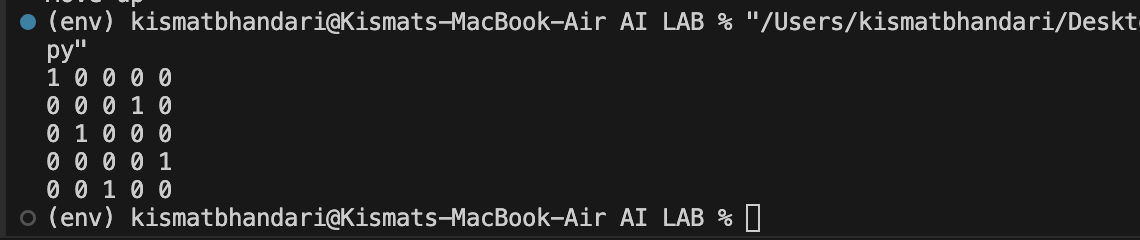 (env) kismatbhandari@Kismats-MacBook-Air AI LAB % "/Users/kismatbhandari/Deskt
py"
1 0 0 0 0
0 0 0 1 0
0 1 0 0 0
0 0 0 0 1
0 0 1 0 0
(env) kismatbhandari@Kismats-MacBook-Air AI LAB %